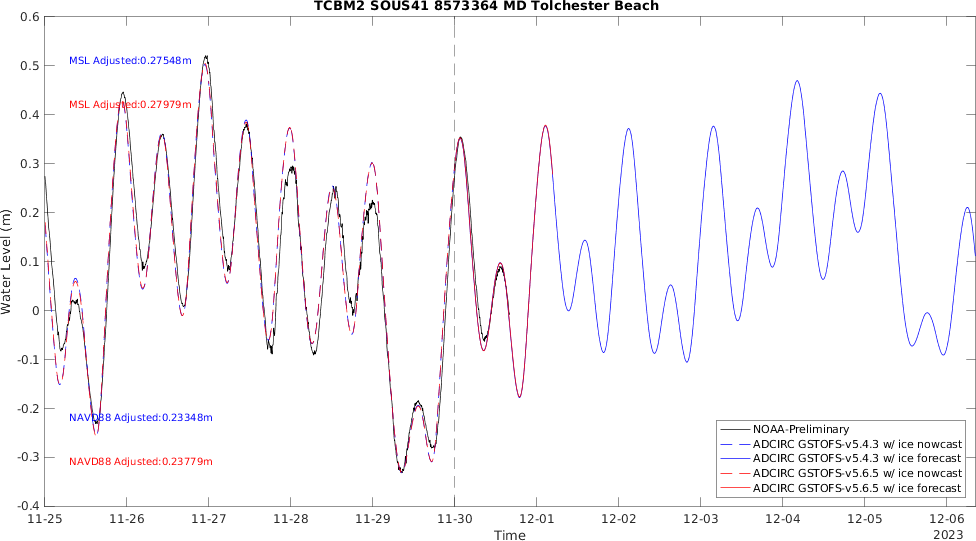 TCBM2 SOUS41 8573364 MD Tolchester Beach
0.6
0.5
0.4
0.3
0.2
0.1
0
-0.1
-0.2
-0.3
-0.4
Water Level (m)
MSL Adjusted:0.27548m
MSL Adjusted:0.27979m
NAVD88 Adjusted:0.23348m
NAVD88 Adjusted:0.23779m
NOAA-Preliminary
ADCIRC GSTOFS-v5.4.3 w/ ice nowcast
ADCIRC GSTOFS-v5.4.3 w/ ice forecast
ADCIRC GSTOFS-v5.6.5 w/ ice nowcast
ADCIRC GSTOFS-v5.6.5 w/ ice forecast
11-25 11-26 11-27 11-28 11-29 11-30 12-01 12-02 12-03 12-04 12-05 12-06
Time
2023